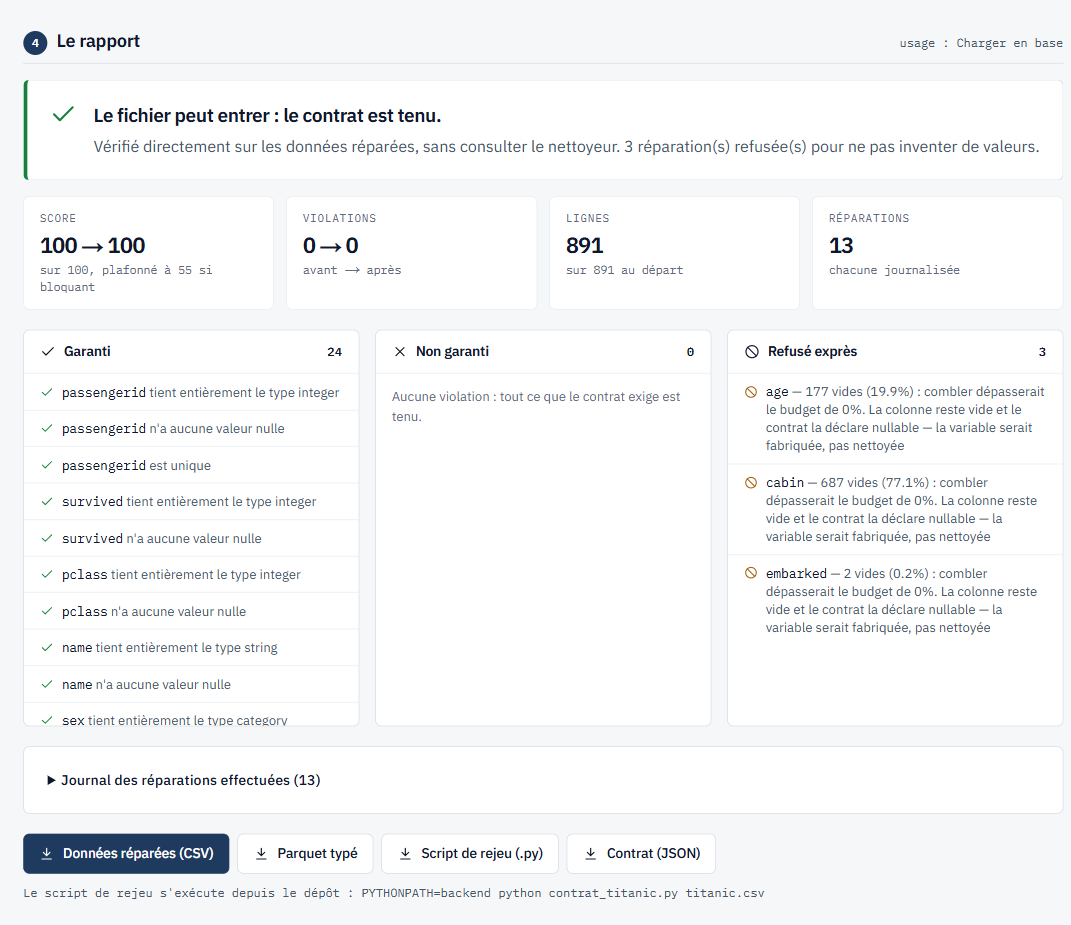 4 Le rapport
usage : Charger en base
Le fichier peut entrer : le contrat est tenu.
Vérifié directement sur les données réparées, sans consulter le nettoyeur. 3 réparation(s) refusée(s) pour ne pas inventer de valeurs.
SCORE
100→100
sur 100, plafonné à 55 si
bloquant
VIOLATIONS
0→0
avant → après
LIGNES
891
sur 891 au départ
RÉPARATIONS
13
chacune journalisée
Garanti 24
passengerid tient entièrement le type integer
passengerid n'a aucune valeur nulle
passengerid est unique
survived tient entièrement le type integer
survived n'a aucune valeur nulle
pclass tient entièrement le type integer
pclass n'a aucune valeur nulle
name tient entièrement le type string
name n'a aucune valeur nulle
sex tient entièrement le type category
Non garanti 0
Aucune violation : tout ce que le contrat exige est
tenu.
Refusé exprès 3
age — 177 vides (19.9%) : combler dépasserait
le budget de 0%. La colonne reste vide et le
contrat la déclare nullable — la variable serait
fabriquée, pas nettoyée
cabin — 687 vides (77.1%) : combler
dépasserait le budget de 0%. La colonne reste
vide et le contrat la déclare nullable — la
variable serait fabriquée, pas nettoyée
embarked — 2 vides (0.2%) : combler
dépasserait le budget de 0%. La colonne reste
vide et le contrat la déclare nullable — la
variable serait fabriquée, pas nettoyée
Journal des réparations effectuées (13)
Données réparées (CSV)
Parquet typé
Script de rejeu (.py)
Contrat (JSON)
Le script de rejeu s'exécute depuis le dépôt : PYTHONPATH=backend python contrat_titanic.py titanic.csv